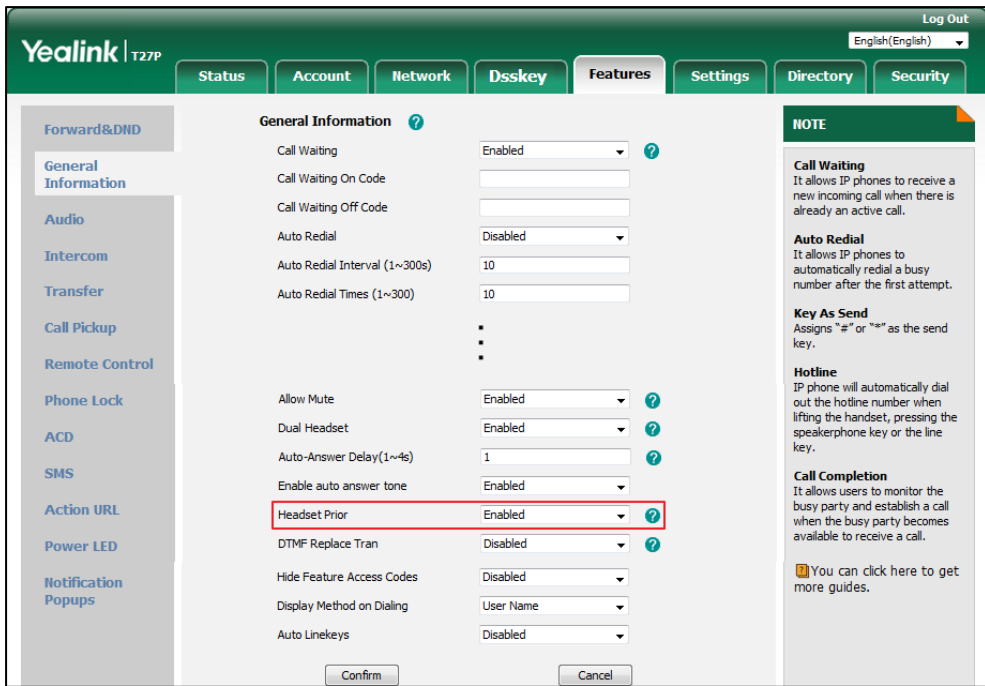 Log Out
Yealink | T27P
English(English)
Status Account Network Dsskey Features Settings Directory Security
Forward&DND
General
Information
Audio
Intercom
Transfer
Call Pickup
Remote Control
Phone Lock
ACD
SMS
Action URL
Power LED
Notification
Popups
General Information ?
Call Waiting Enabled ?
Call Waiting On Code
Call Waiting Off Code
Auto Redial Disabled
Auto Redial Interval (1~300s) 10
Auto Redial Times (1~300) 10
Allow Mute Enabled ?
Dual Headset Enabled ?
Auto-Answer Delay(1~4s) 1 ?
Enable auto answer tone Enabled
Headset Prior Enabled ?
DTMF Replace Tran Disabled ?
Hide Feature Access Codes Disabled
Display Method on Dialing User Name
Auto Linekeys Disabled
Confirm Cancel
NOTE
Call Waiting
It allows IP phones to receive a
new incoming call when there is
already an active call.
Auto Redial
It allows IP phones to
automatically redial a busy
number after the first attempt.
Key As Send
Assigns "#" or "*" as the send
key.
Hotline
IP phone will automatically dial
out the hotline number when
lifting the handset, pressing the
speakerphone key or the line
key.
Call Completion
It allows users to monitor the
busy party and establish a call
when the busy party becomes
available to receive a call.
? You can click here to get
more guides.